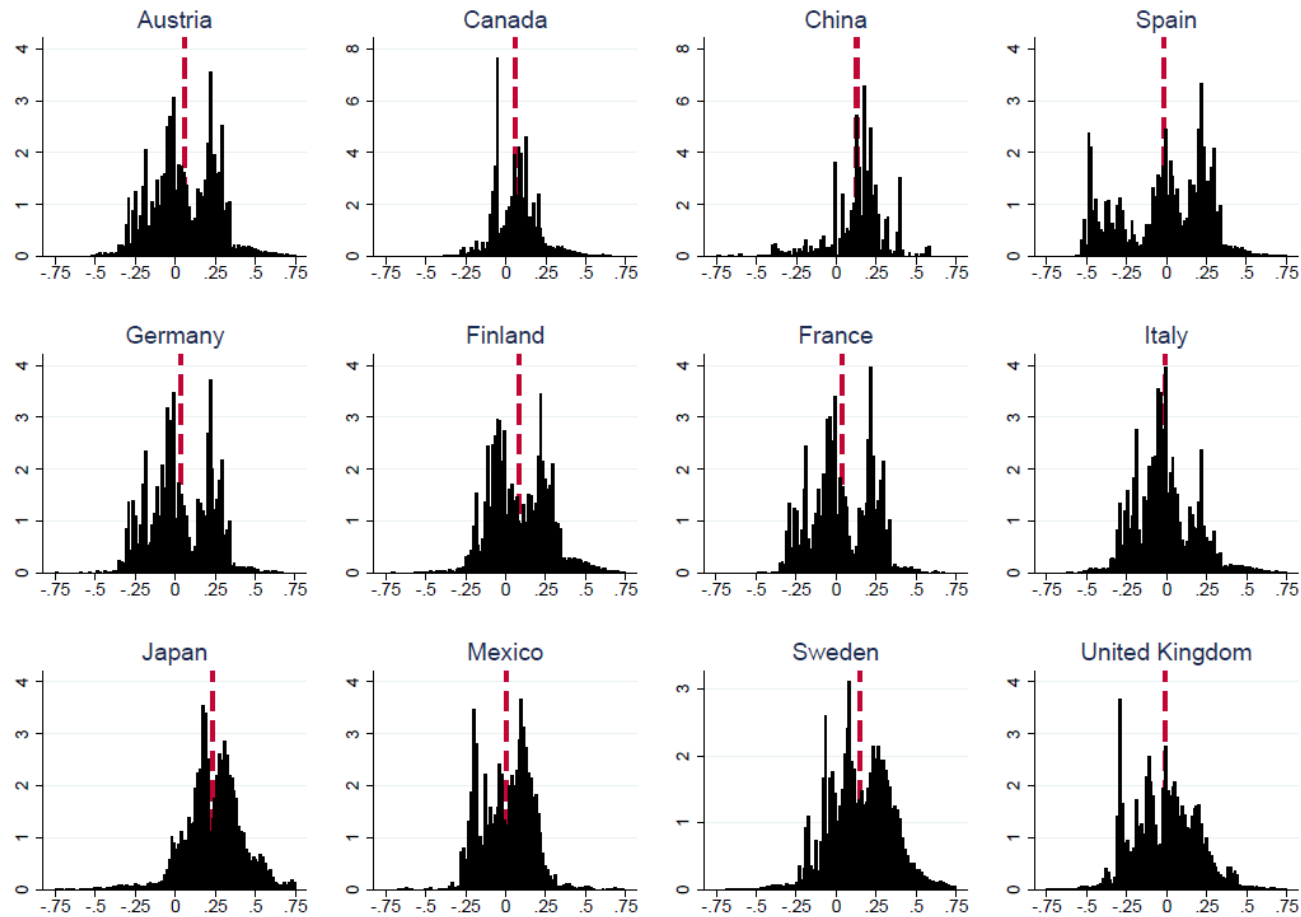 Austria Canada China Spain
4 8 8 4
3 6 6 3
2 4 4 2
1 2 2 1
0 0 0 0
-.75 -.5 -.25 0 .25 .5 .75 -.75 -.5 -.25 0 .25 .5 .75 -.75 -.5 -.25 0 .25 .5 .75 -.75 -.5 -.25 0 .25 .5 .75
Germany Finland France Italy
4 4 4 4
3 3 3 3
2 2 2 2
1 1 1 1
0 0 0 0
-.75 -.5 -.25 0 .25 .5 .75 -.75 -.5 -.25 0 .25 .5 .75 -.75 -.5 -.25 0 .25 .5 .75 -.75 -.5 -.25 0 .25 .5 .75
Japan Mexico Sweden United Kingdom
4 4 4
3 3 3 3
2 2 2 2
1 1 1 1
0 0 0 0
-.75 -.5 -.25 0 .25 .5 .75 -.75 -.5 -.25 0 .25 .5 .75 -.75 -.5 -.25 0 .25 .5 .75 -.75 -.5 -.25 0 .25 .5 .75